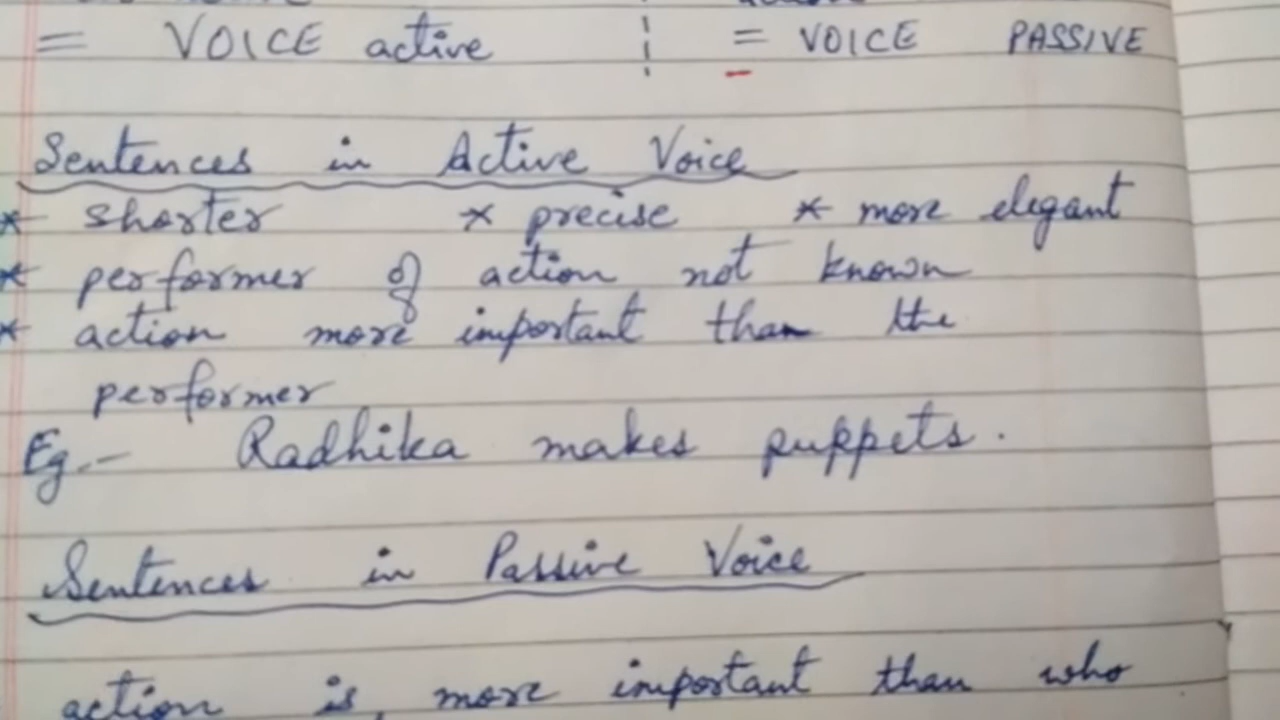 = VOICE active = VOICE PASSIVE
Sentences in Active Voice
* shorter * precise * more elegant
* performer of action not known
* action more important than the
performer
Eg.- Radhika makes puppets.
Sentences in Passive Voice
action is, more important than who